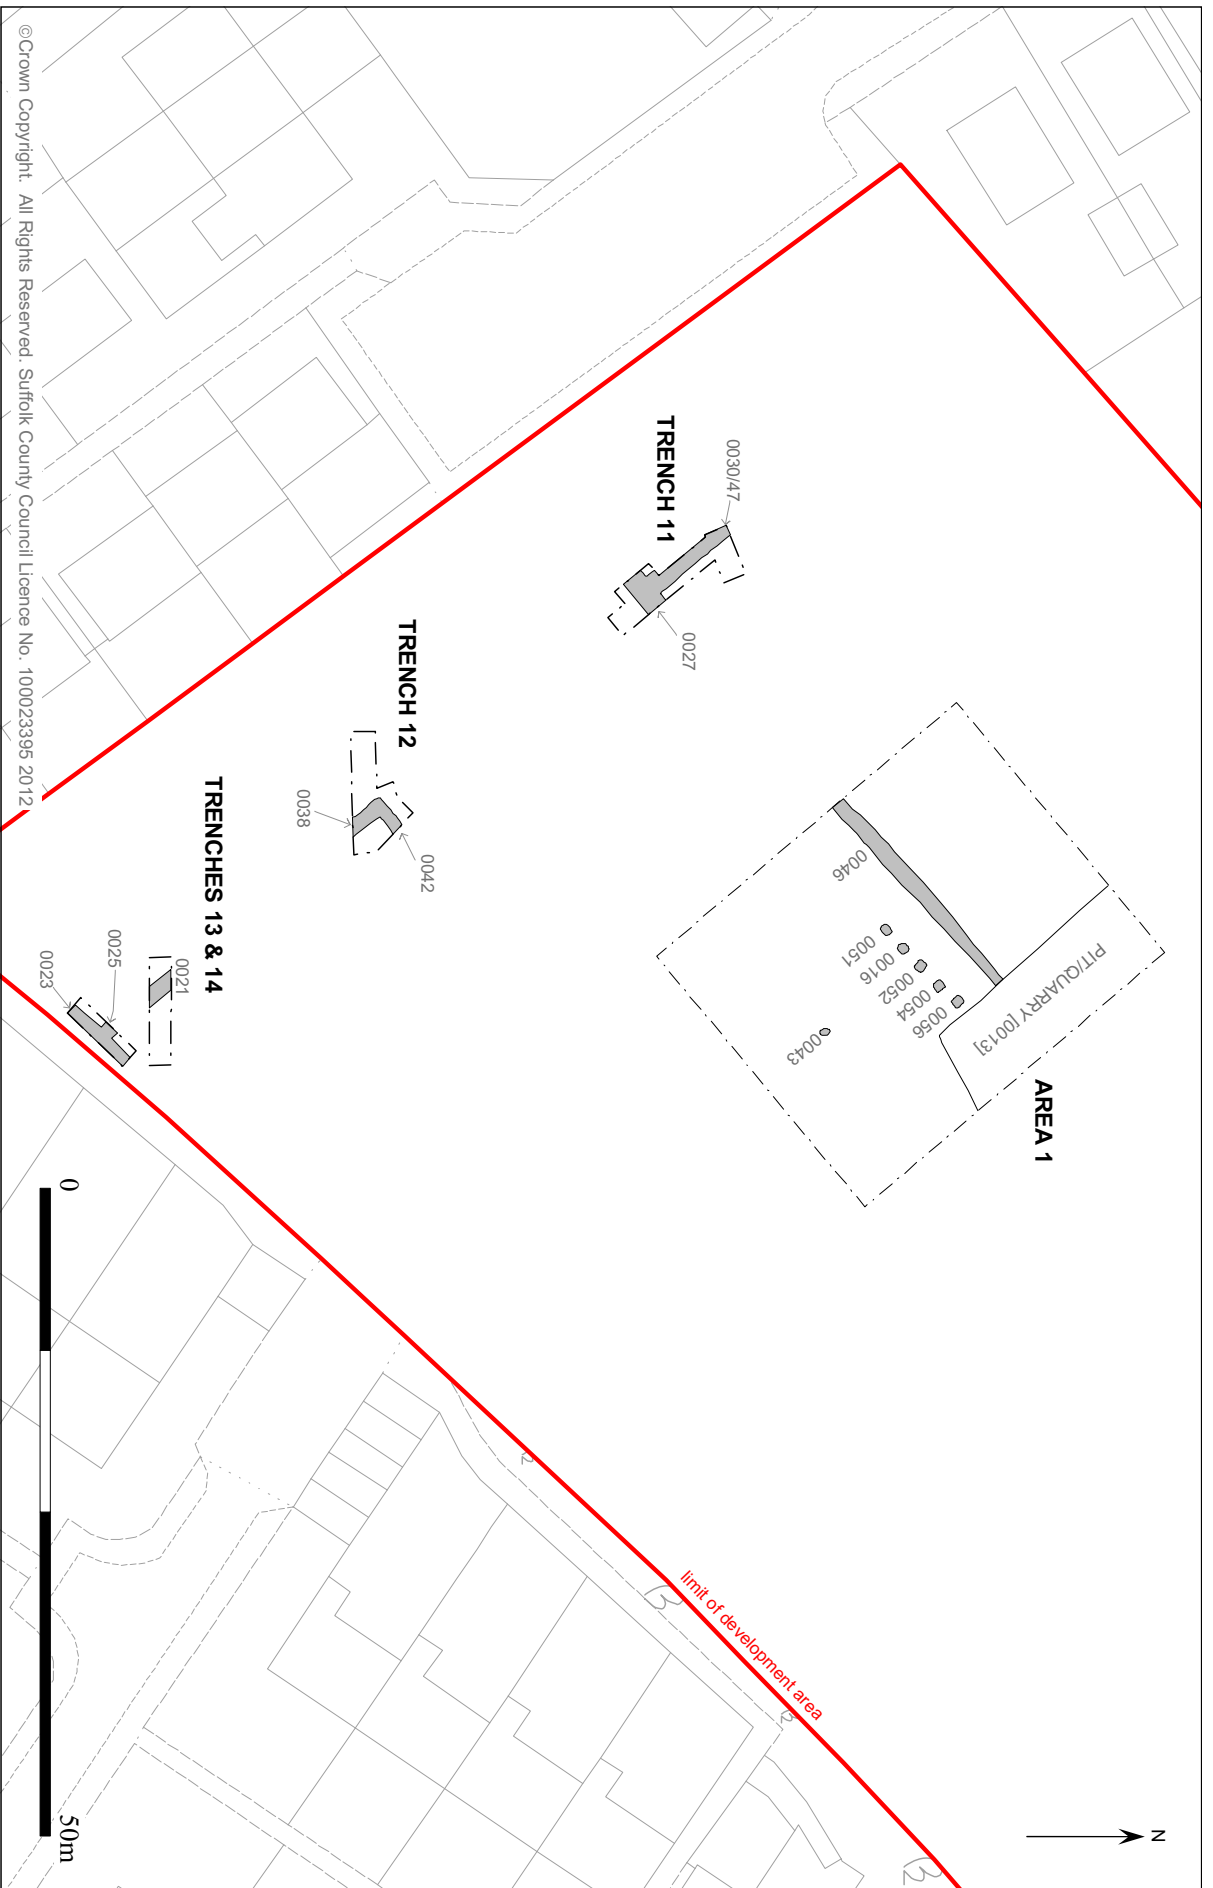 N
AREA 1
PIT/QUARRY [0013]
0046
0051
0016
0052
0054
0056
0043
0030/47
TRENCH 11
0027
TRENCH 12
0042
0038
TRENCHES 13 & 14
0021
0025
0023
limit of development area
0
50m
©Crown Copyright. All Rights Reserved. Suffolk County Council Licence No. 100023395 2012